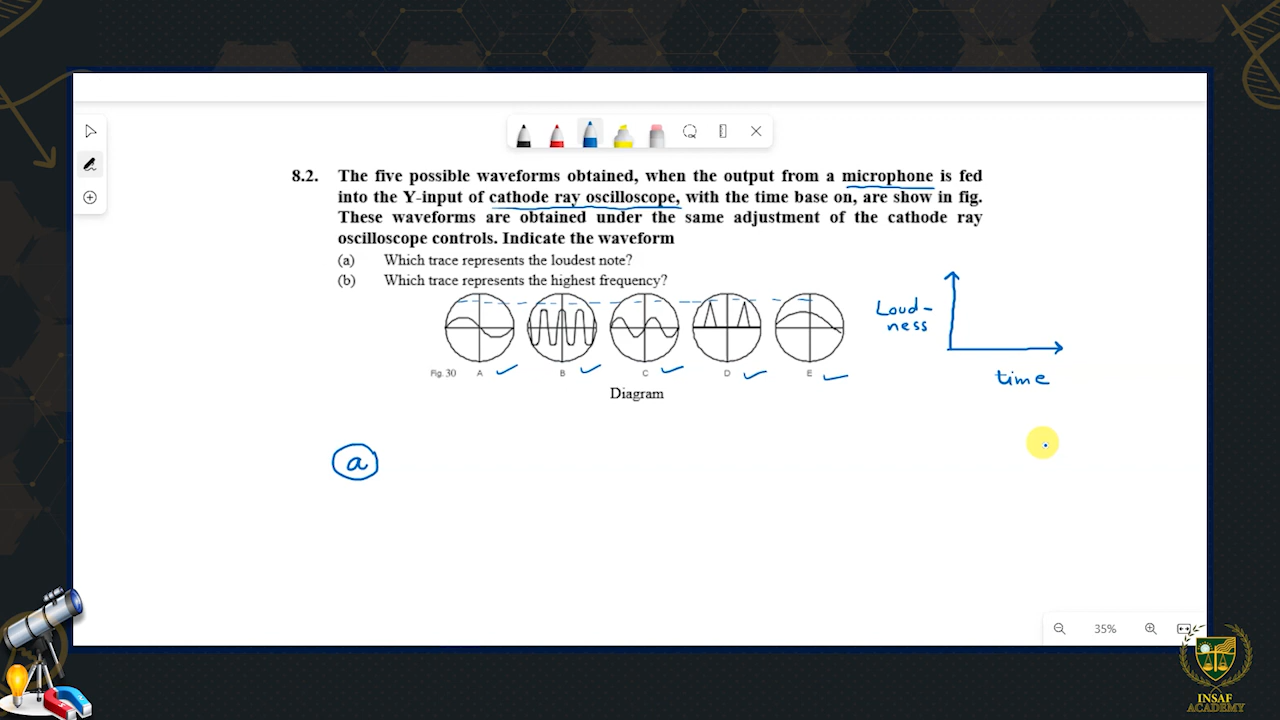 8.2. The five possible waveforms obtained, when the output from a microphone is fed
into the Y-input of cathode ray oscilloscope, with the time base on, are show in fig.
These waveforms are obtained under the same adjustment of the cathode ray
oscilloscope controls. Indicate the waveform
(a) Which trace represents the loudest note?
(b) Which trace represents the highest frequency?
Loud-
ness
time
Fig. 30 A B C D E
Diagram
a
35%
INSAF
ACADEMY